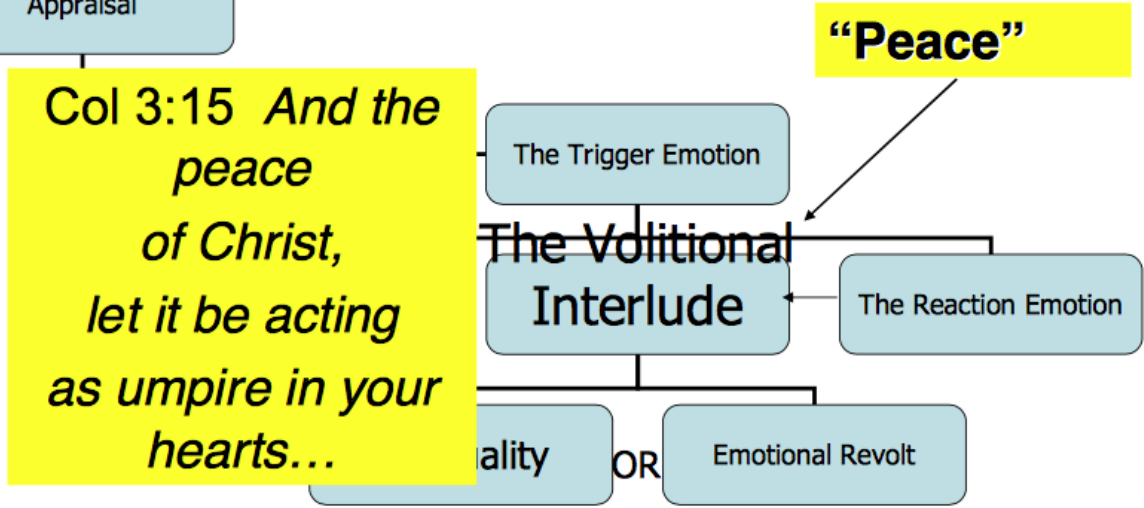 Appraisal
“Peace”
Col 3:15 And the
peace
of Christ,
let it be acting
as umpire in your
hearts…
The Trigger Emotion
The Volitional
Interlude
The Reaction Emotion
ality
OR
Emotional Revolt